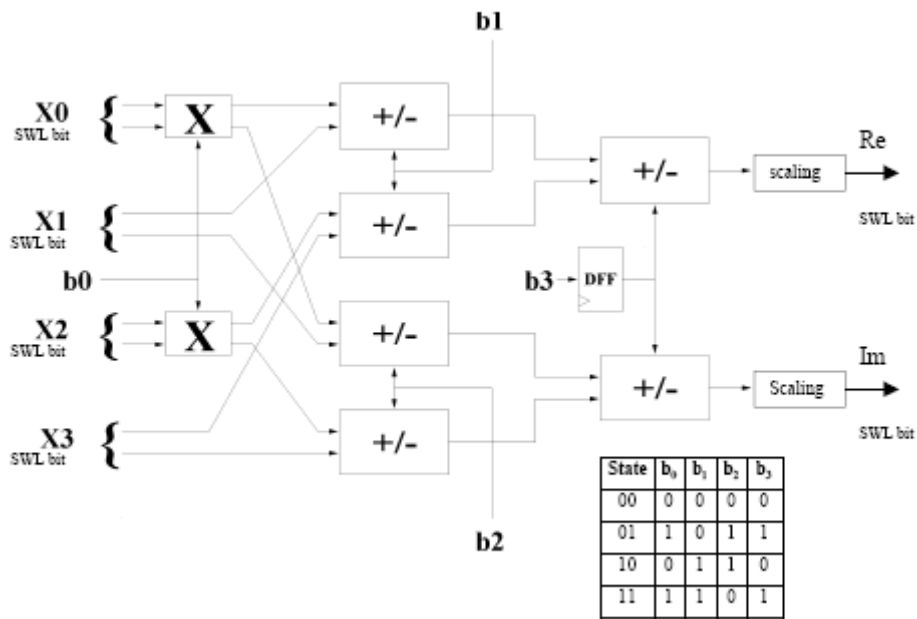 b1
X0
SWL bit
{
X
+/-
Re
scaling
SWL bit
+/-
X1
SWL bit
{
+/-
b0
b3
DFF
X2
SWL bit
{
X
+/-
Im
Scaling
SWL bit
+/-
X3
SWL bit
{
+/-
b2
State b0 b1 b2 b3
00 0 0 0 0
01 1 0 1 1
10 0 1 1 0
11 1 1 0 1